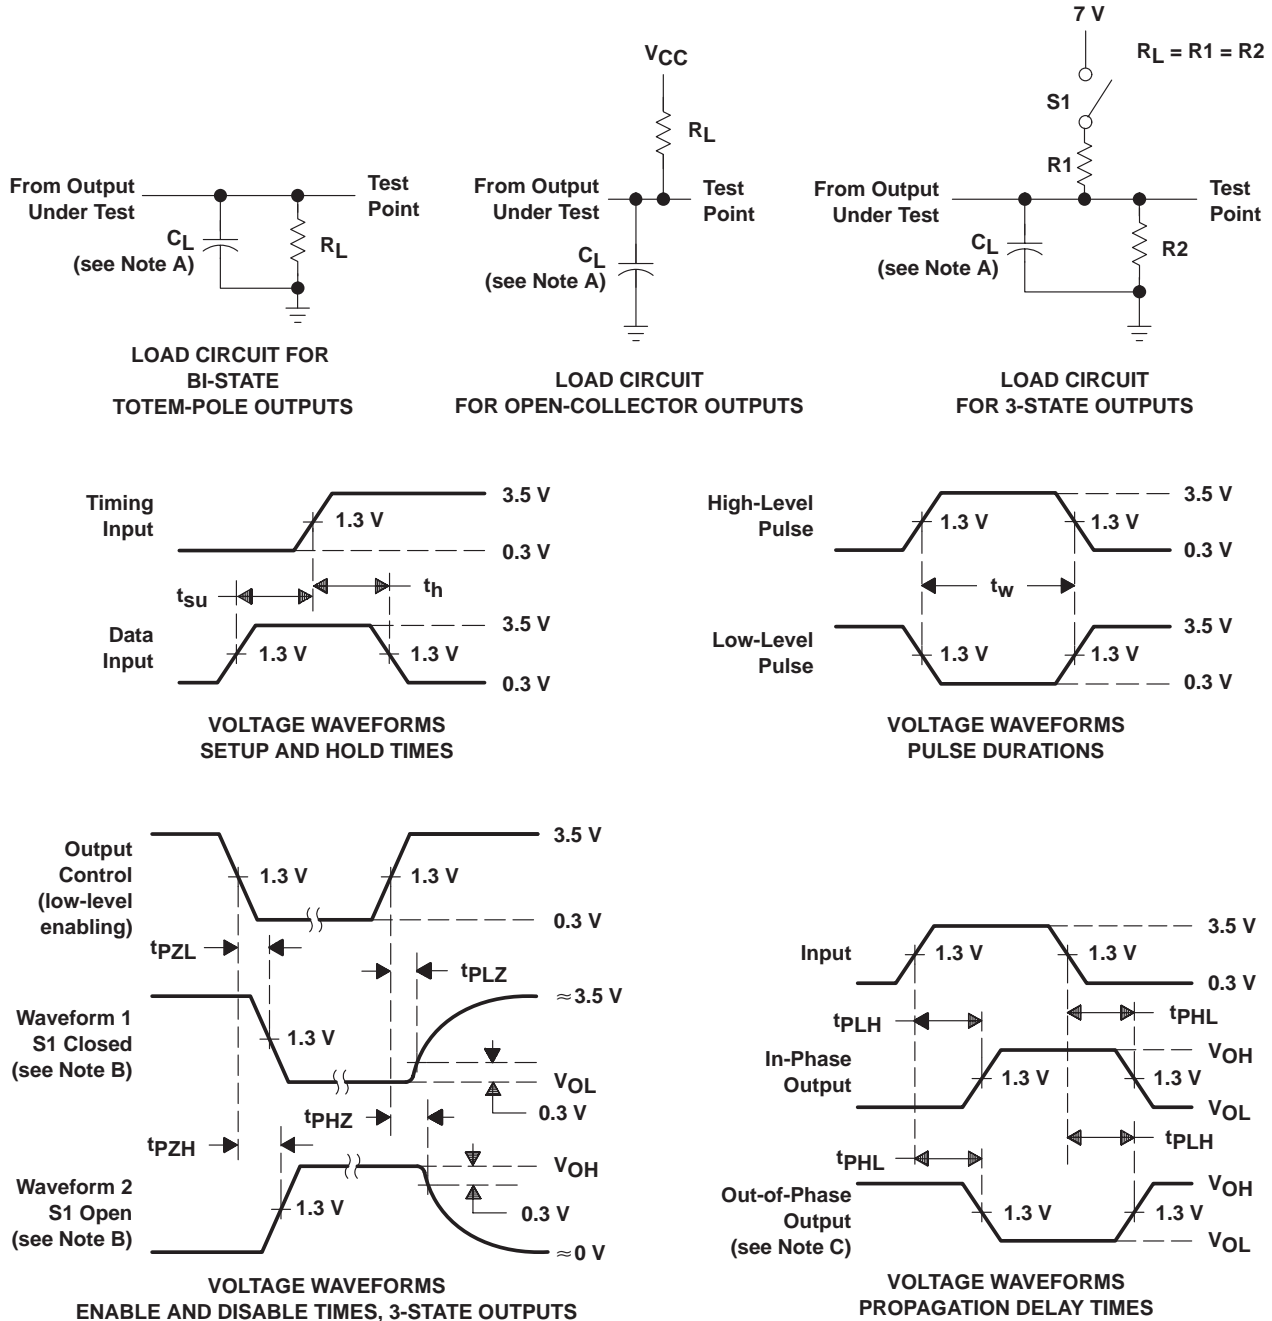 7 V
RL = R1 = R2
VCC
S1
RL
R1
From Output
Under Test
Test
Point
CL
(see Note A)
RL
From Output
Under Test
Test
Point
CL
(see Note A)
From Output
Under Test
Test
Point
CL
(see Note A)
R2
LOAD CIRCUIT FOR
BI-STATE
TOTEM-POLE OUTPUTS
LOAD CIRCUIT
FOR OPEN-COLLECTOR OUTPUTS
LOAD CIRCUIT
FOR 3-STATE OUTPUTS
Timing
Input
1.3 V
3.5 V
0.3 V
tsu
th
Data
Input
1.3 V
1.3 V
3.5 V
0.3 V
VOLTAGE WAVEFORMS
SETUP AND HOLD TIMES
High-Level
Pulse
1.3 V
1.3 V
3.5 V
0.3 V
tw
Low-Level
Pulse
1.3 V
1.3 V
3.5 V
0.3 V
VOLTAGE WAVEFORMS
PULSE DURATIONS
Output
Control
(low-level
enabling)
1.3 V
1.3 V
3.5 V
0.3 V
tPZL
tPLZ
Waveform 1
S1 Closed
(see Note B)
1.3 V
≈3.5 V
VOL
0.3 V
tPHZ
tPZH
Waveform 2
S1 Open
(see Note B)
1.3 V
VOH
0.3 V
≈0 V
VOLTAGE WAVEFORMS
ENABLE AND DISABLE TIMES, 3-STATE OUTPUTS
Input
1.3 V
1.3 V
3.5 V
0.3 V
tPLH
tPHL
In-Phase
Output
1.3 V
1.3 V
VOH
VOL
tPHL
tPLH
Out-of-Phase
Output
(see Note C)
1.3 V
1.3 V
VOH
VOL
VOLTAGE WAVEFORMS
PROPAGATION DELAY TIMES